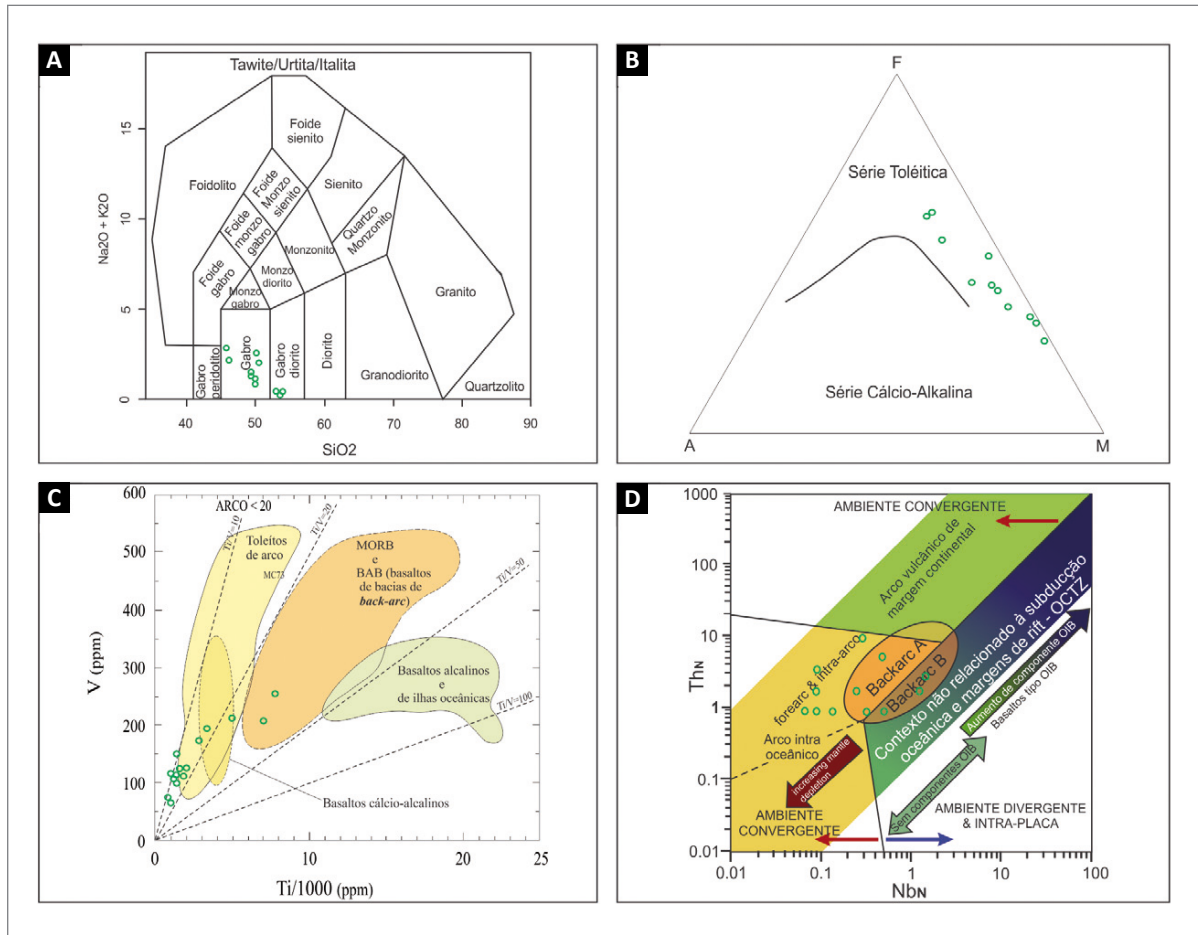 A
Tawite/Urtita/Italita
Foide
sienito
Foidolito
Foide
Monzo
sienito
Sienito
Foide
monzo
gabro
Quartzo
Monzonito
Foide
gabro
Monzo
diorito
Monzonito
Monzo
gabro
Granito
Gabro
peridotito
Gabro
Gabro
diorito
Diorito
Granodiorito
Quartzolito
Na2O + K2O
0
5
10
15
40
50
60
70
80
90
SiO2
B
F
Série Toléitica
Série Cálcio-Alkalina
A
M
C
600
500
400
300
200
100
0
V (ppm)
ARCO < 20
Ti/V=10
Ti/V=20
Toleítos
de arco
MC73
MORB
e
BAB (basaltos
de bacias de
back-arc)
Ti/V=50
Basaltos alcalinos
e
de ilhas oceânicas
Ti/V=100
Basaltos cálcio-alcalinos
0
10
20
25
Ti/1000 (ppm)
D
1000
100
10
1
0.1
0.01
ThN
AMBIENTE CONVERGENTE
Arco vulcânico de
margem continental
forearc & intra-arco
Backarc A
Backarc B
Contexto não relacionado à subducção
oceânica e margens de rift - OCTZ
Arco intra
oceânico
increasing mantle
depletion
Aumento de componente OIB
Basaltos tipo OIB
Sem componentes OIB
AMBIENTE
CONVERGENTE
AMBIENTE DIVERGENTE
& INTRA-PLACA
0.01
0.1
1
10
100
NbN